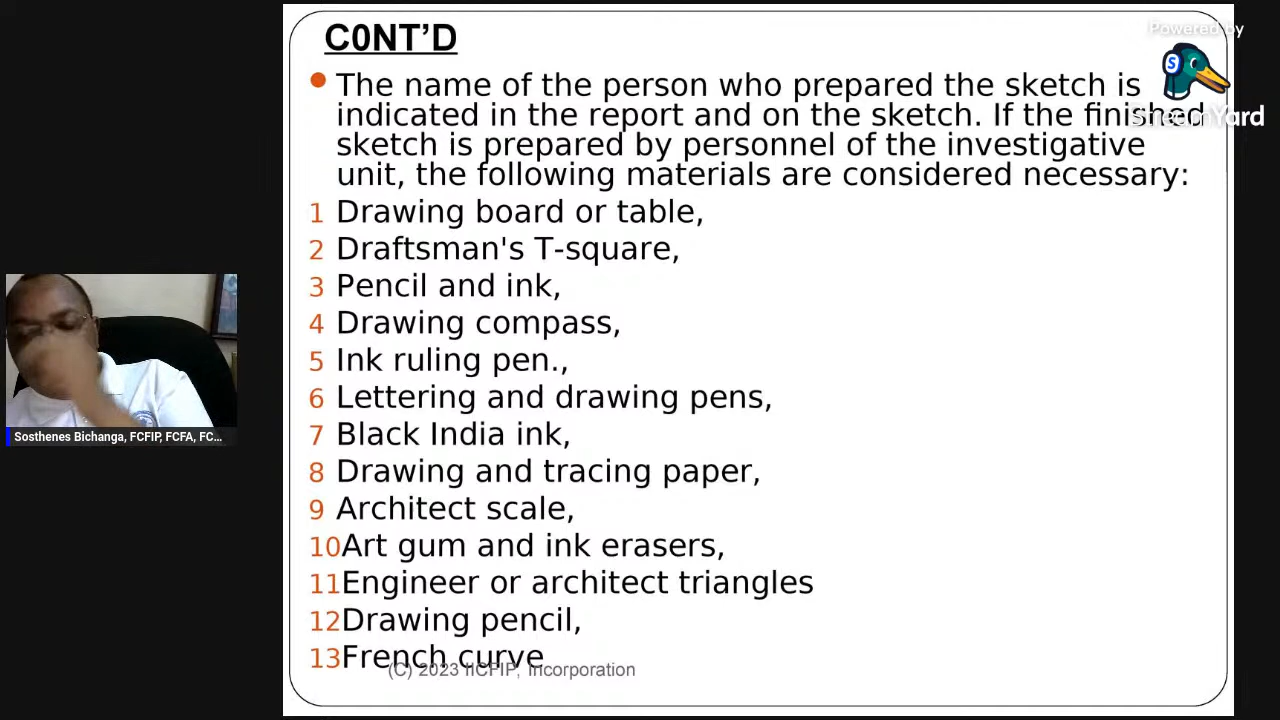 C0NT'D
The name of the person who prepared the sketch is
indicated in the report and on the sketch. If the finished
sketch is prepared by personnel of the investigative
unit, the following materials are considered necessary:
1 Drawing board or table,
2 Draftsman's T-square,
3 Pencil and ink,
4 Drawing compass,
5 Ink ruling pen.,
6 Lettering and drawing pens,
7 Black India ink,
8 Drawing and tracing paper,
9 Architect scale,
10 Art gum and ink erasers,
11 Engineer or architect triangles
12 Drawing pencil,
13 French curve
(C) 2023 IICFIP, Incorporation
Powered by
S
StreamYard
Sosthenes Bichanga, FCFIP, FCFA, FC...